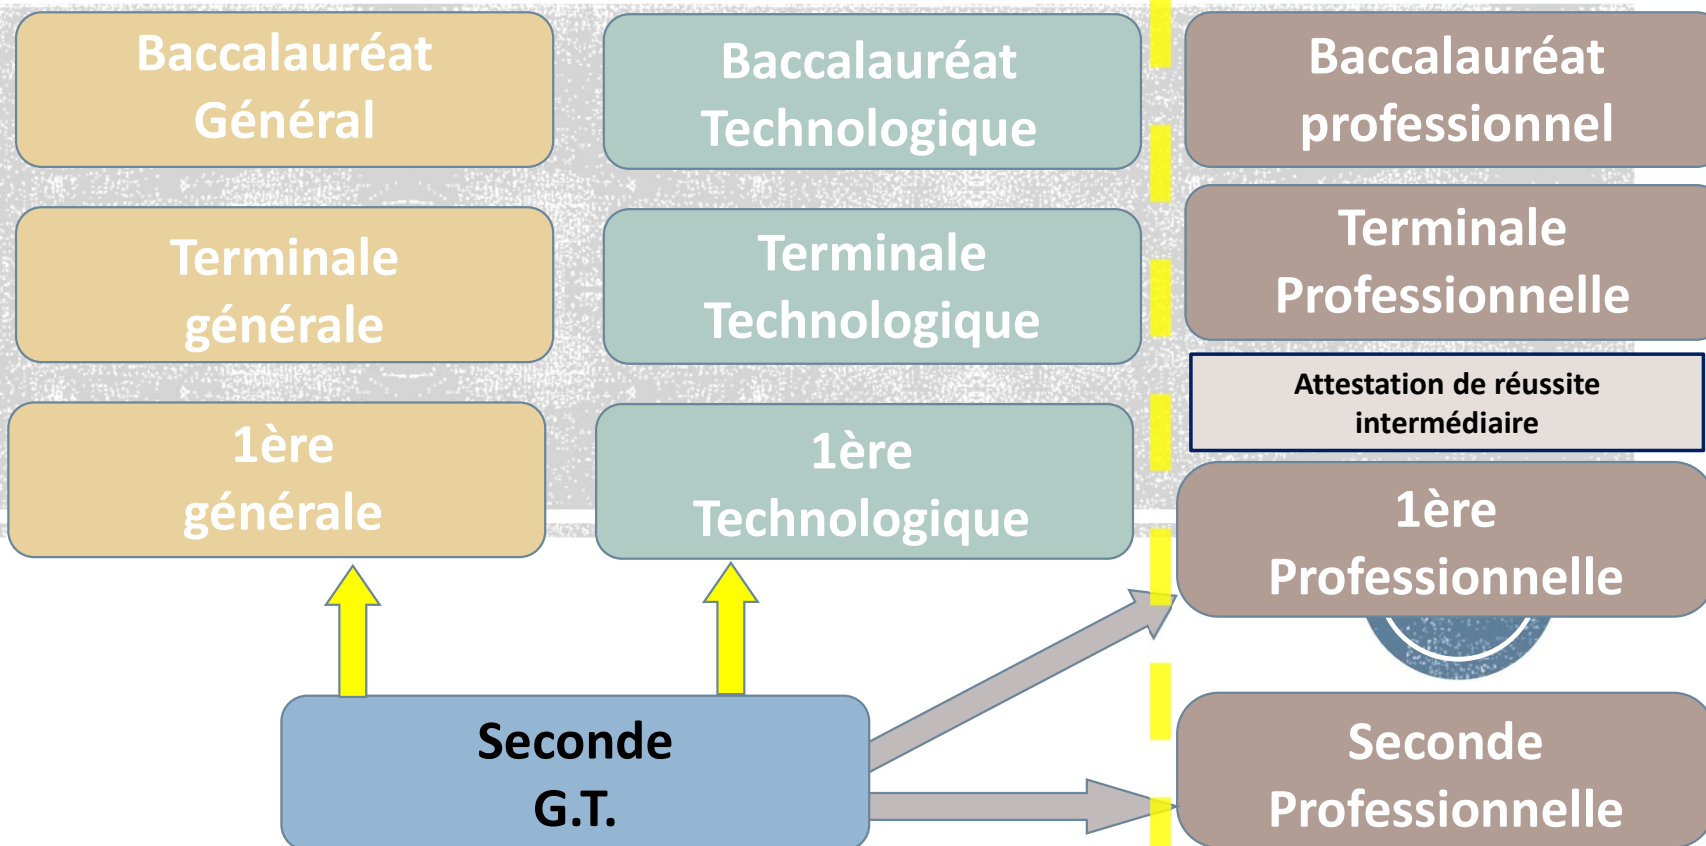 Baccalauréat
Général
Baccalauréat
Technologique
Baccalauréat
professionnel
Terminale
générale
Terminale
Technologique
Terminale
Professionnelle
Attestation de réussite
intermédiaire
1ère
générale
1ère
Technologique
1ère
Professionnelle
Seconde
G.T.
Seconde
Professionnelle